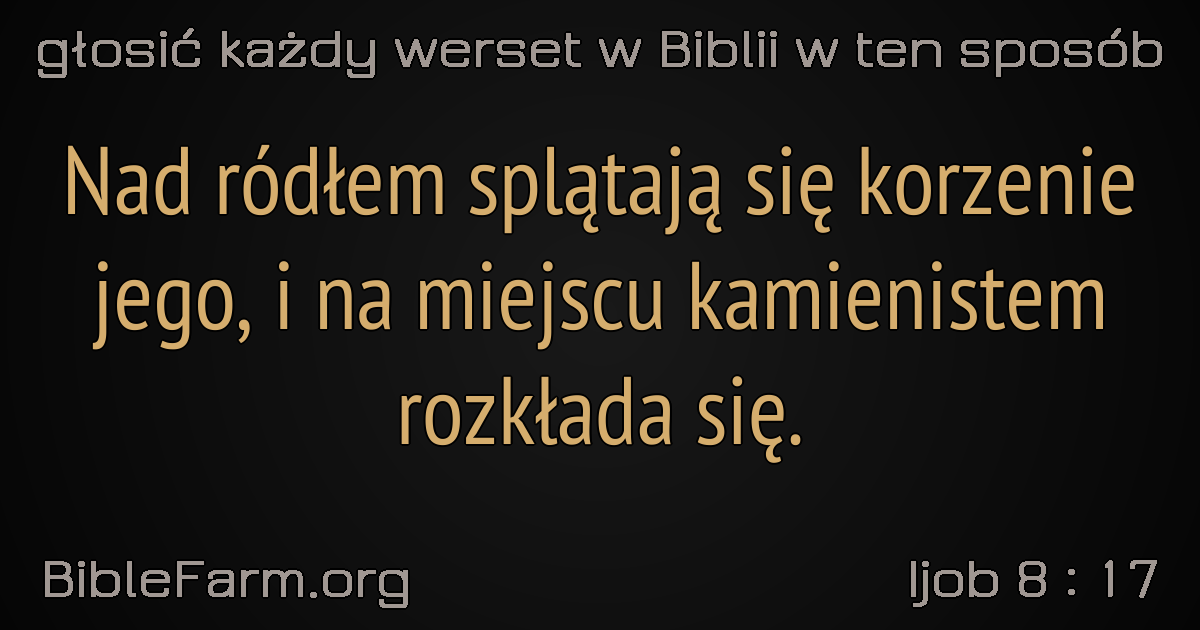 głosić każdy werset w Biblii w ten sposób
Nad ródłem splątają się korzenie
jego, i na miejscu kamienistem
rozkłada się.
BibleFarm.org
Ijob 8 : 17